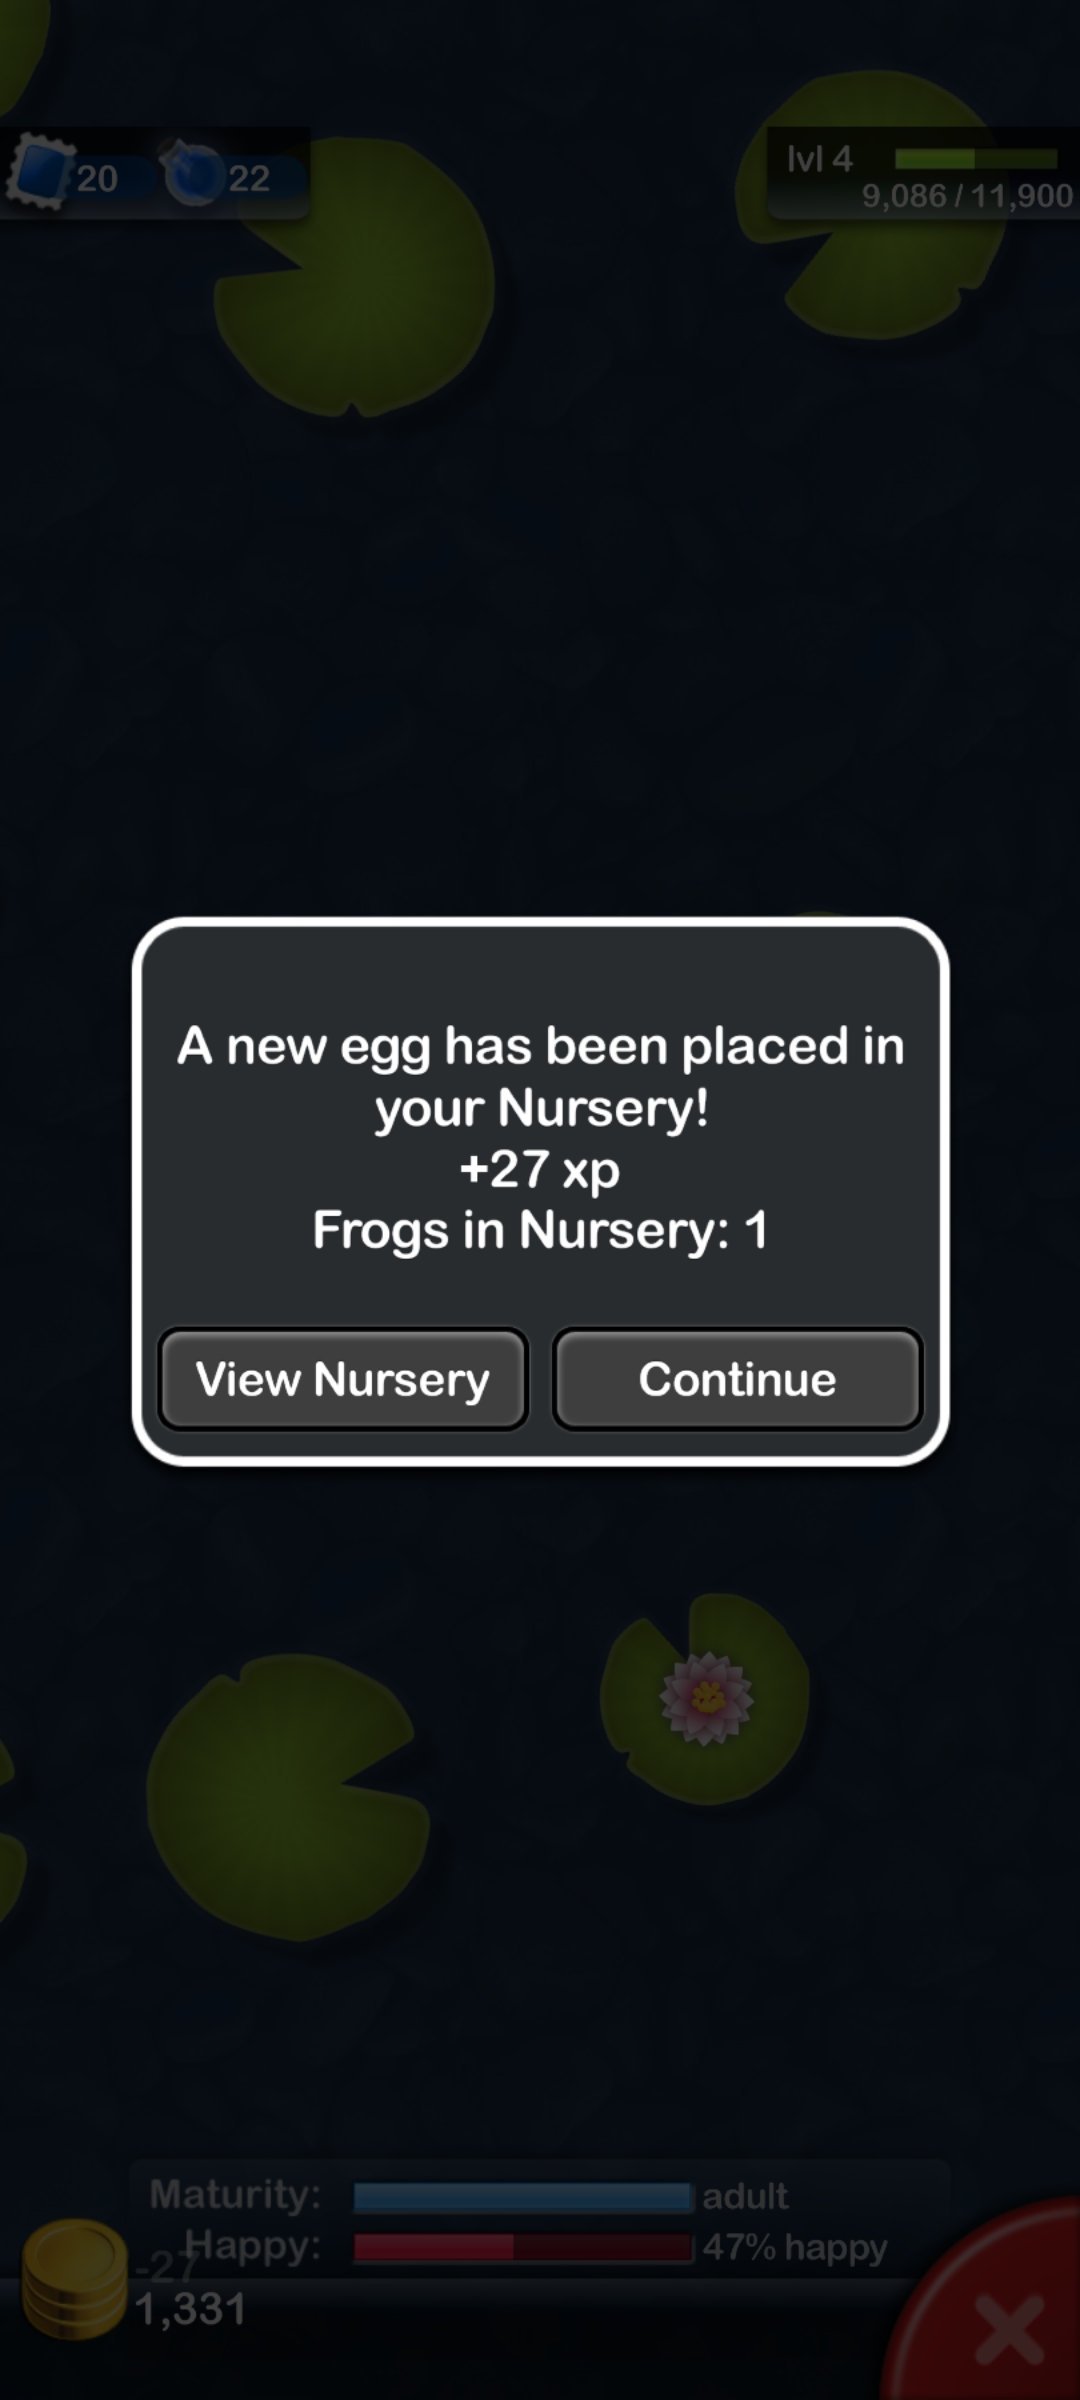 20 22
lvl 4
9,086 / 11,900
A new egg has been placed in
your Nursery!
+27 xp
Frogs in Nursery: 1
View Nursery Continue
Maturity: adult
Happy: 47% happy
-27
1,331